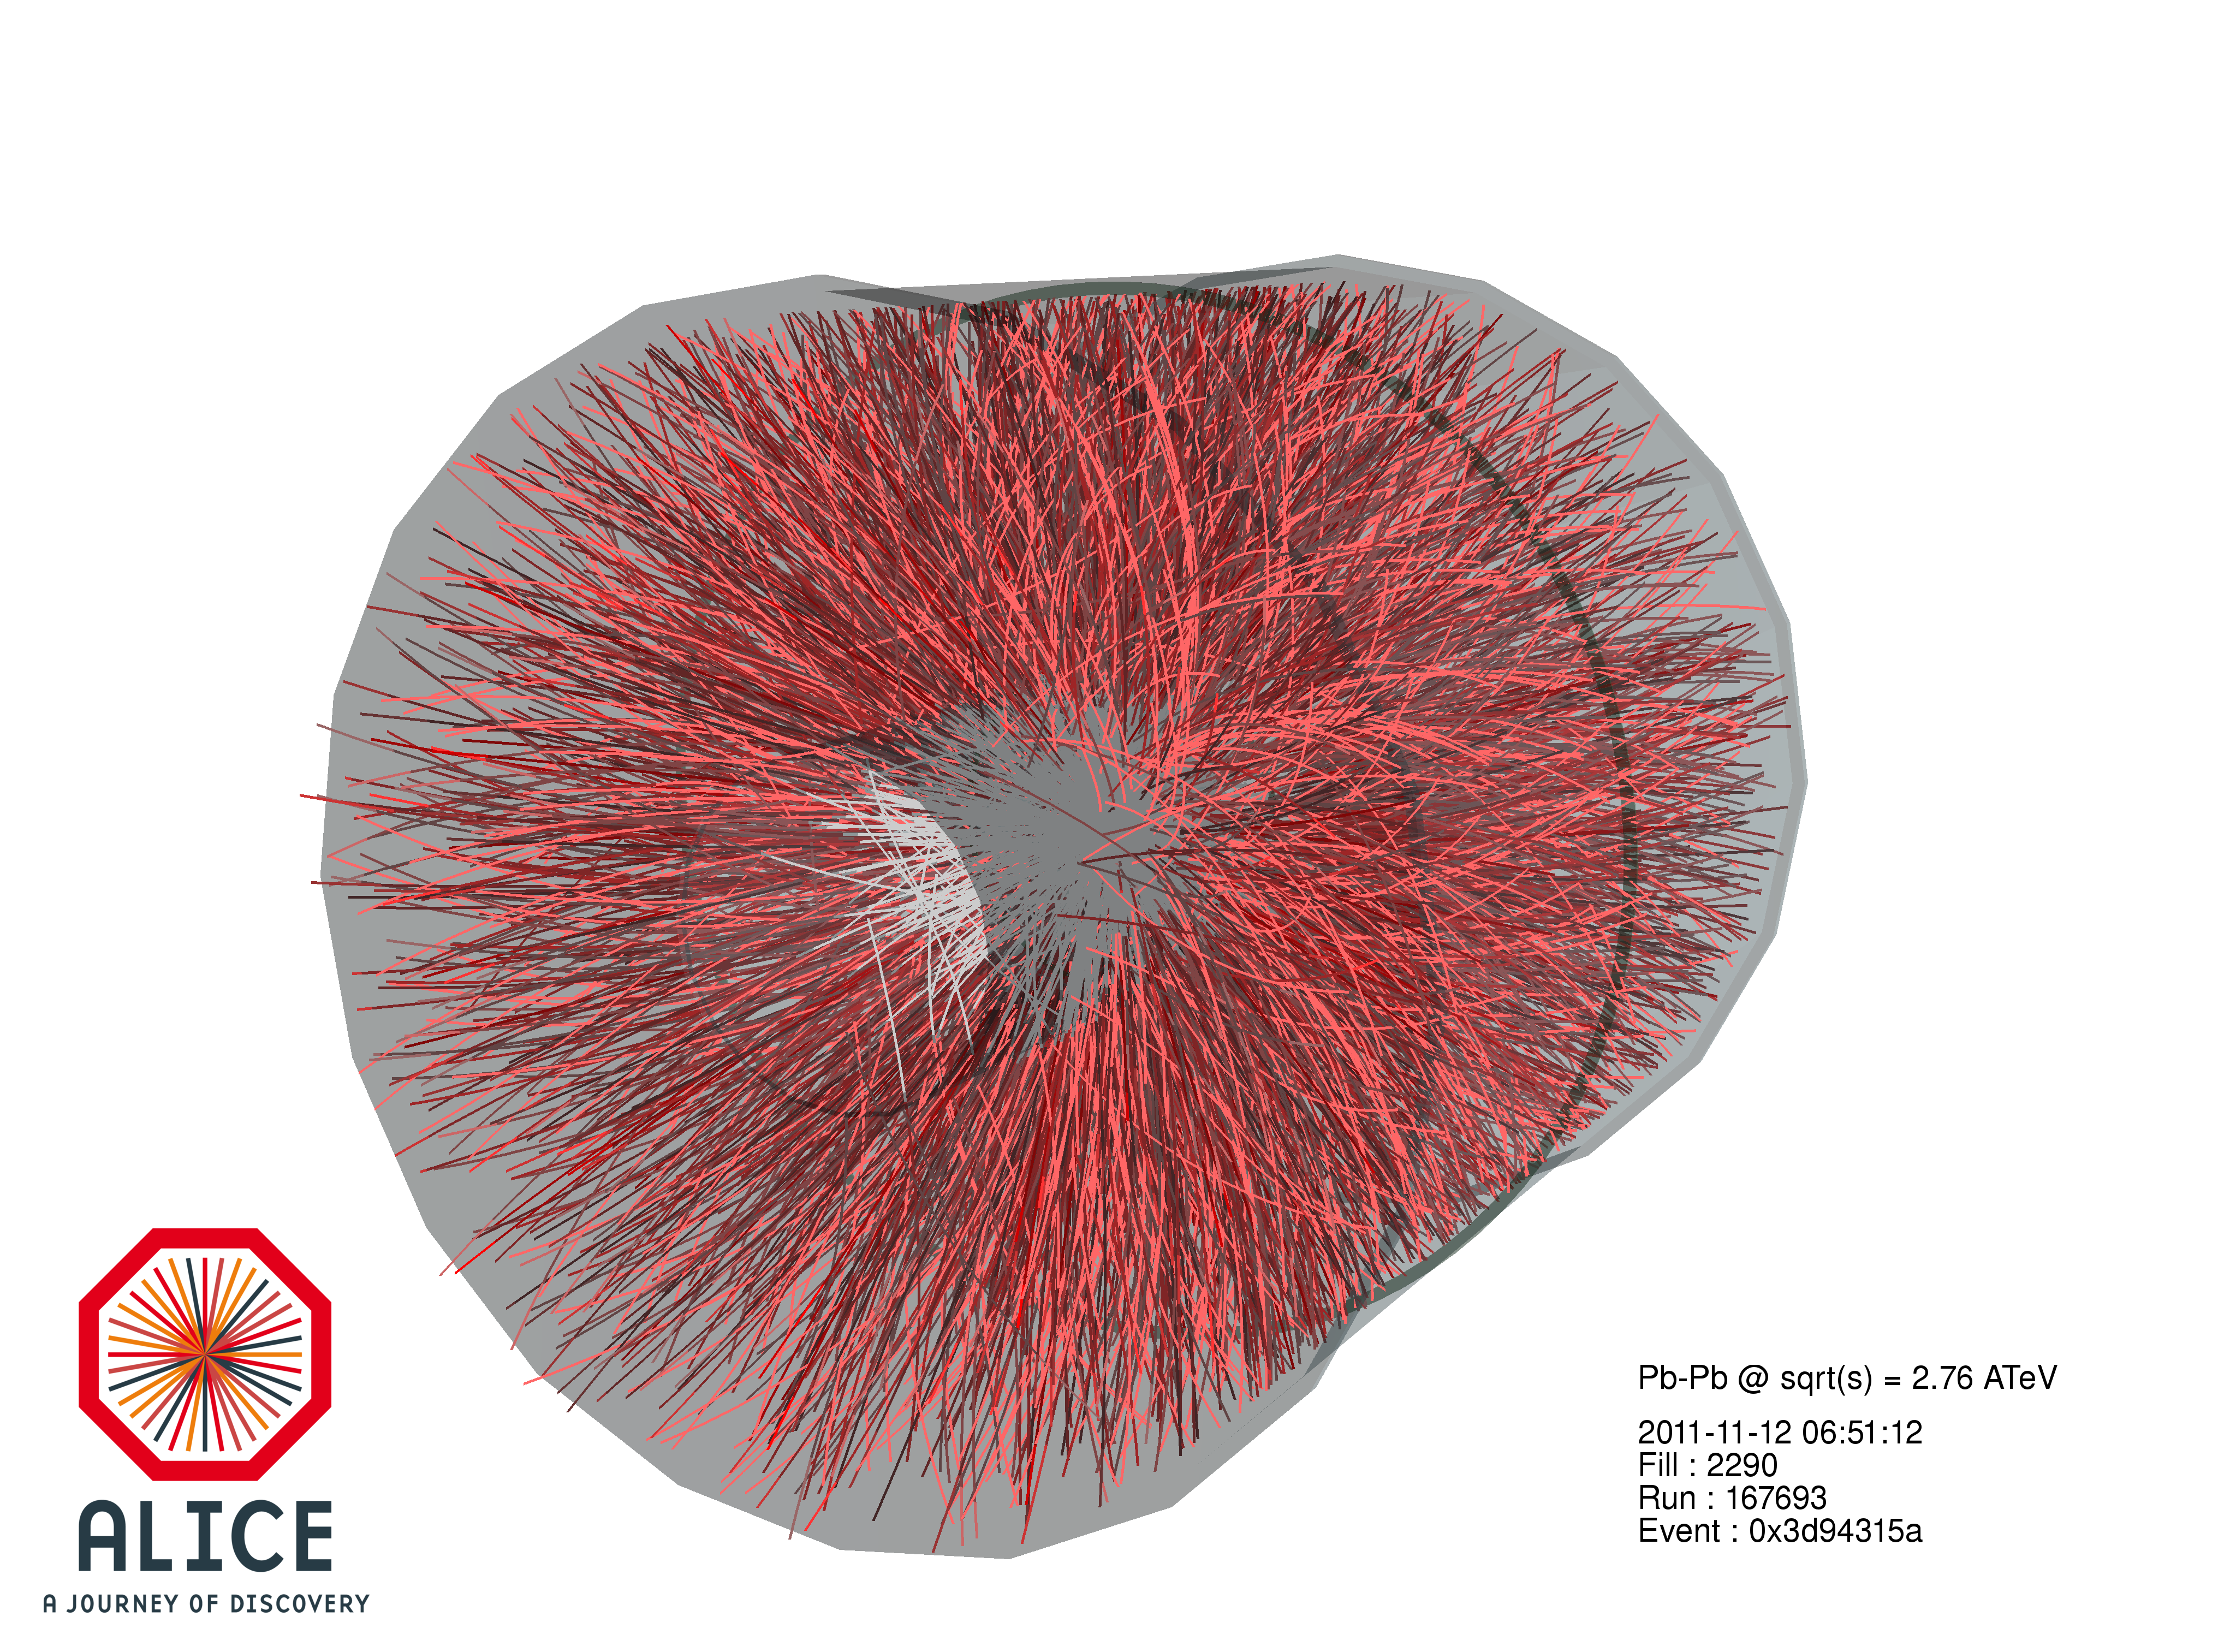 Pb-Pb @ sqrt(s) = 2.76 ATeV
2011-11-12 06:51:12
Fill : 2290
Run : 167693
Event : 0x3d94315a
ALICE
A JOURNEY OF DISCOVERY